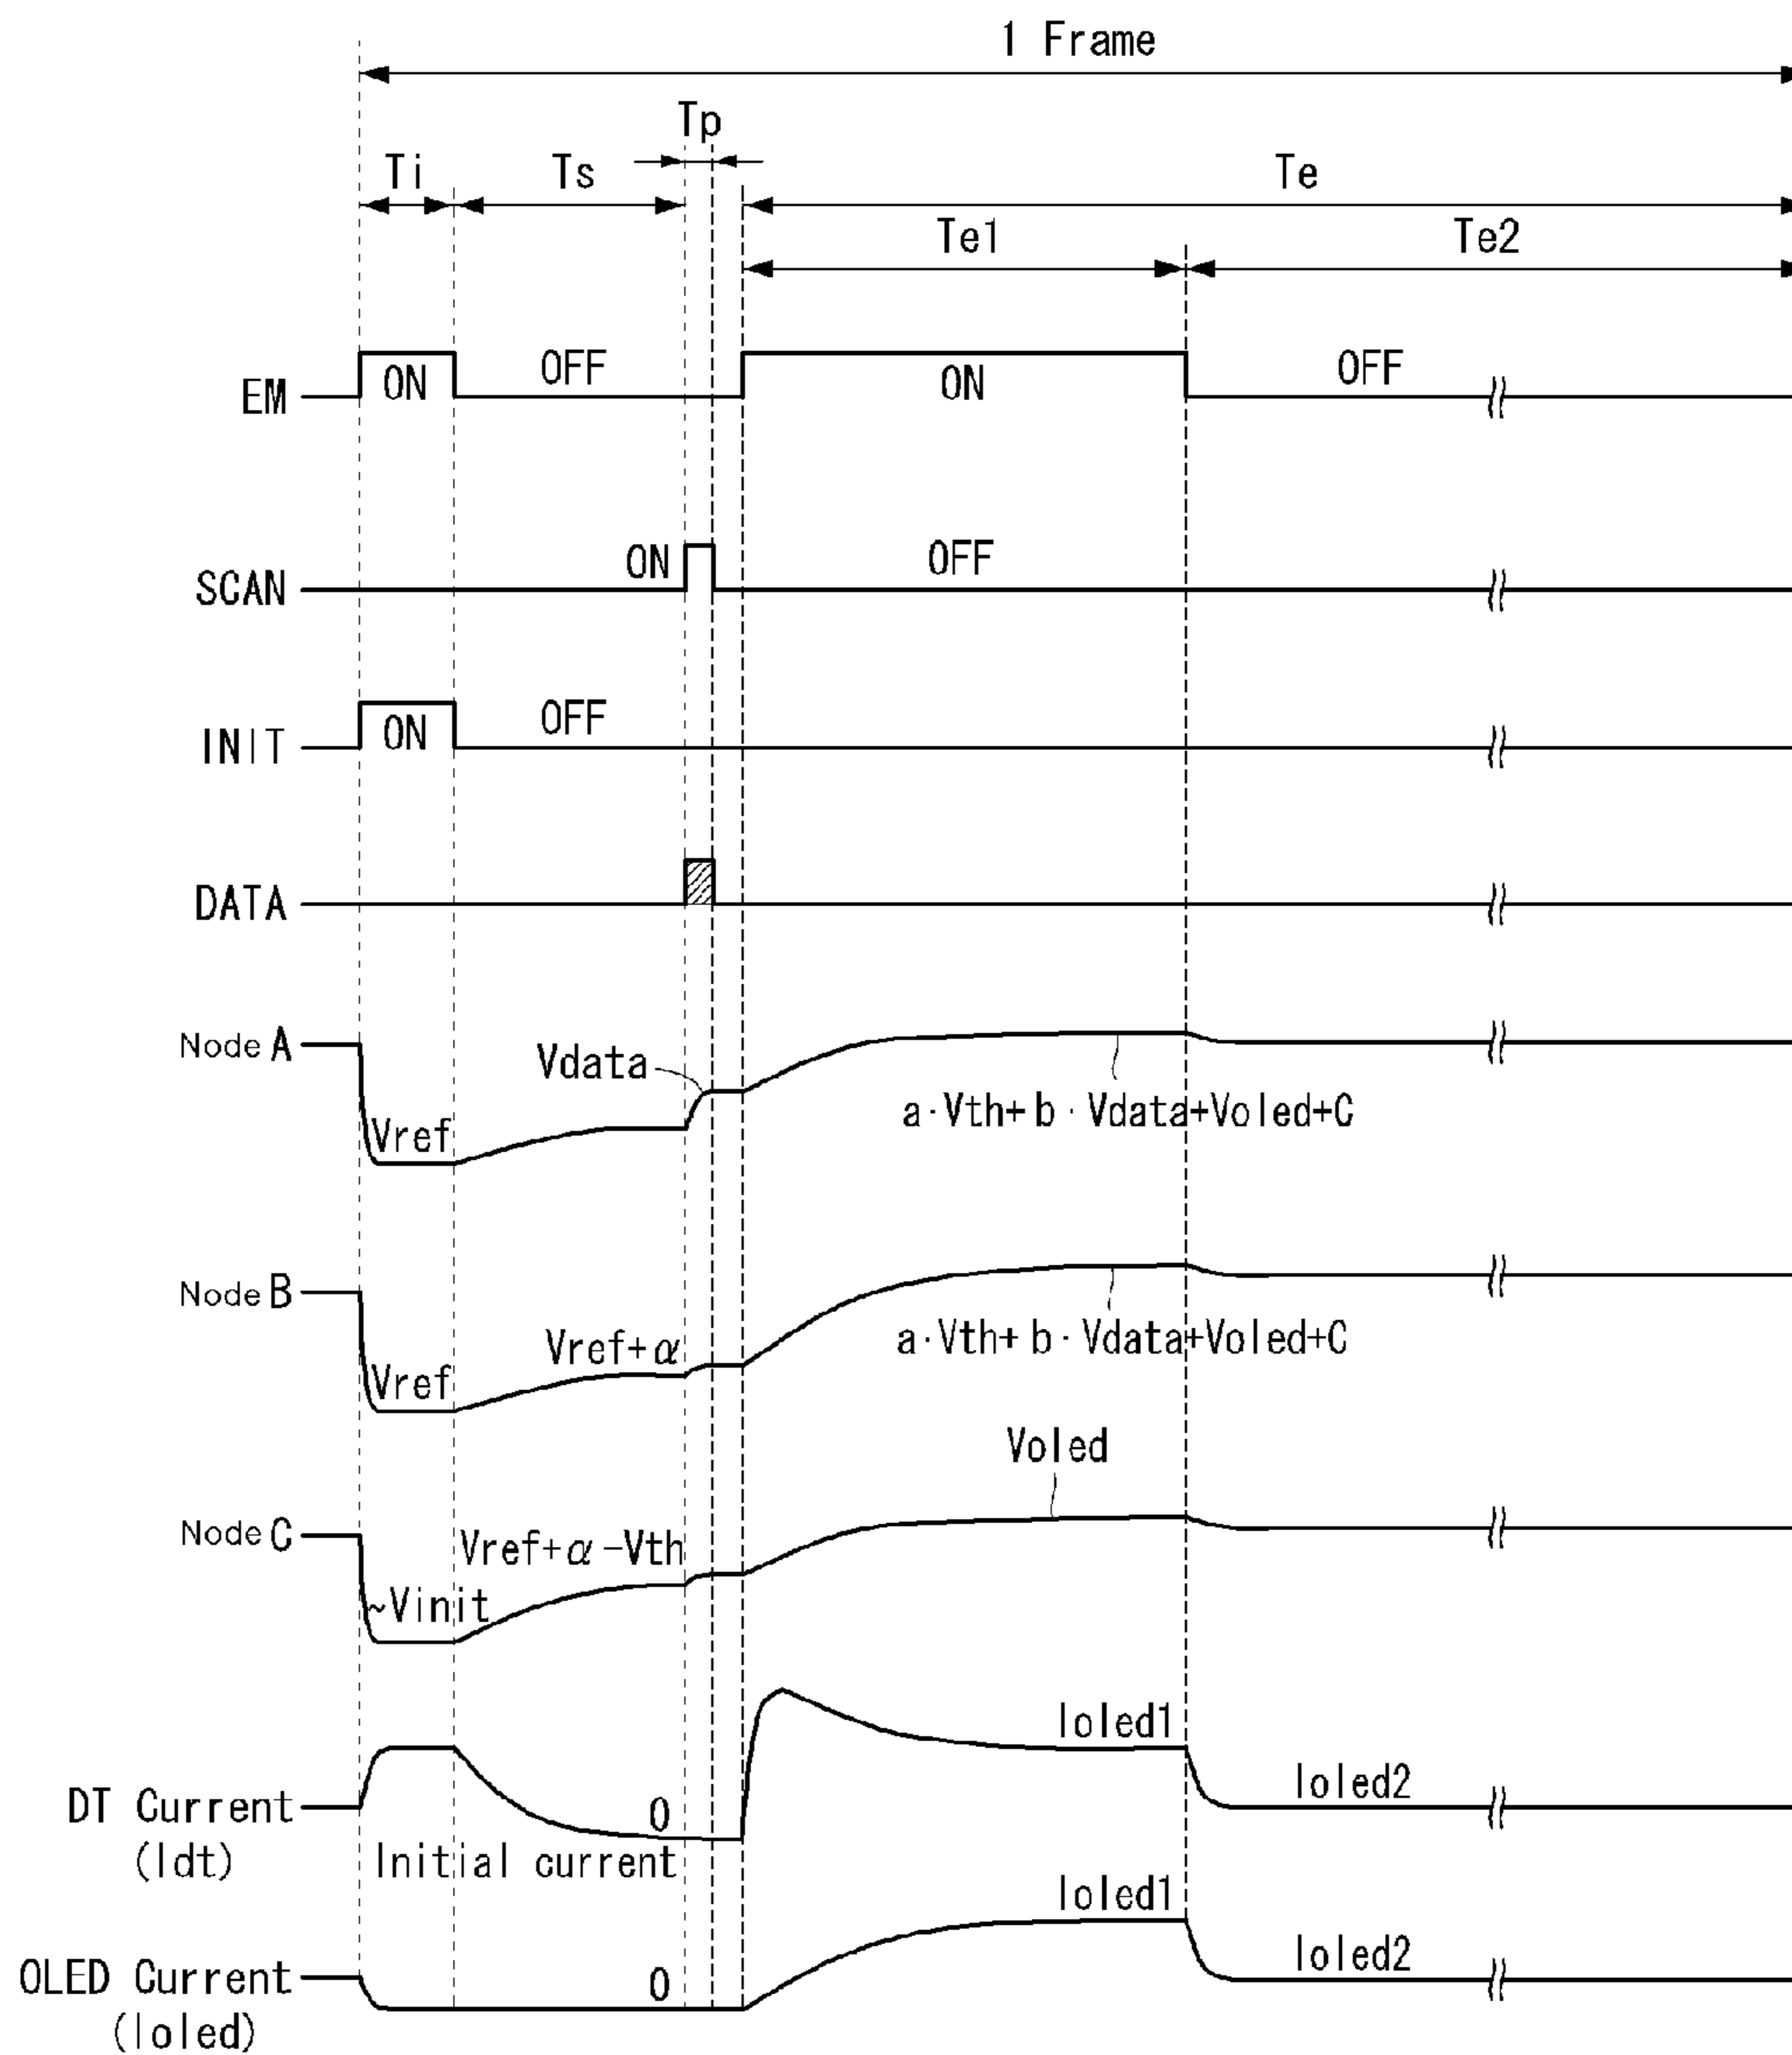 1 Frame
Tp
Ti Ts Te
Te1 Te2
EM ON OFF ON OFF
SCAN ON OFF
INIT ON OFF
DATA
Node A Vref Vdata a·Vth+b·Vdata+Voled+C
Node B Vref Vref+α a·Vth+b·Vdata+Voled+C
Node C ~Vinit Vref+α-Vth Voled
DT Current 0 Ioled1 Ioled2
(Idt) Initial current
OLED Current 0 Ioled1 Ioled2
(Ioled)